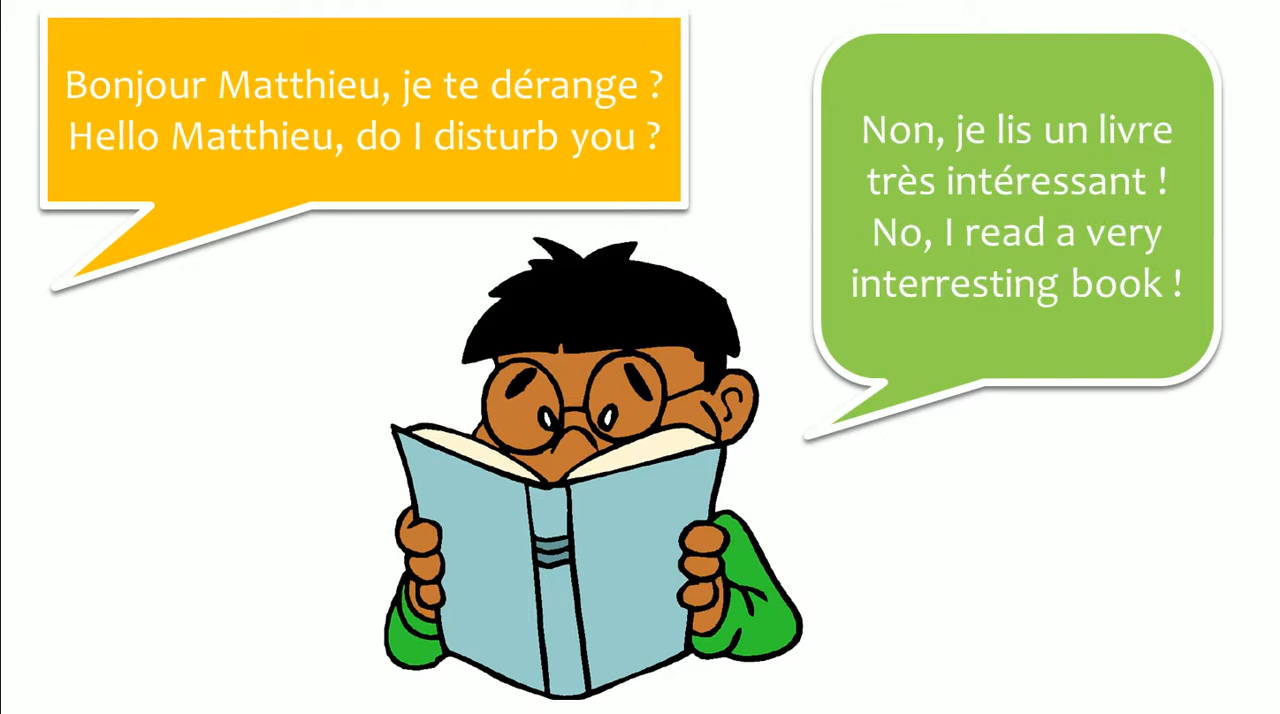 Bonjour Matthieu, je te dérange ?
Hello Matthieu, do I disturb you ?
Non, je lis un livre
très intéressant !
No, I read a very
interresting book !